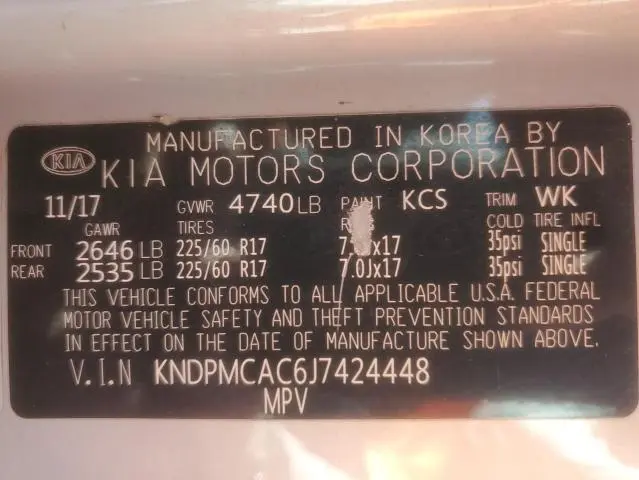 MANUFACTURED IN KOREA BY
KIA KIA MOTORS CORPORATION
11/17 GVWR 4740LB PAINT KCS TRIM WK
GAWR TIRES COLD TIRE INFL
FRONT 2646 LB 225/60 R17 35psi SINGLE
REAR 2535 LB 225/60 R17 7.0Jx17 35psi SINGLE
THIS VEHICLE CONFORMS TO ALL APPLICABLE U.S.A. FEDERAL
MOTOR VEHICLE SAFETY AND THEFT PREVENTION STANDARDS
IN EFFECT ON THE DATE OF MANUFACTURE SHOWN ABOVE.
V.I.N KNDPMCAC6J7424448
MPV